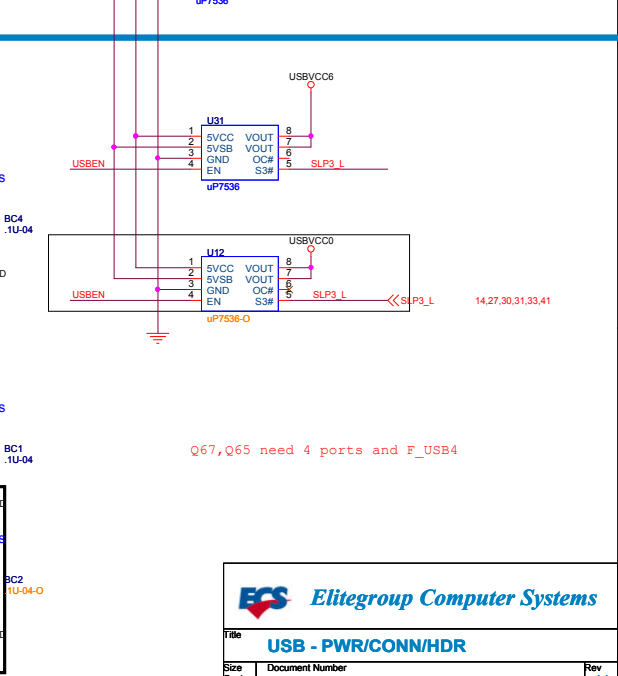 uP7536
USBVCC6
U31
1 5VCC VOUT 8
2 5VSB VOUT 7
3 GND OC# 6
USBEN 4 EN S3# 5 SLP3_L
uP7536
S
BC4
.1U-04
D
USBVCC0
U12
1 5VCC VOUT 8
2 5VSB VOUT 7
3 GND OC# 6
USBEN 4 EN S3# 5 SLP3_L SLP3_L 14,27,30,31,33,41
uP7536-O
S
BC1
.1U-04
Q67,Q65 need 4 ports and F_USB4
D
S
BC2
.1U-04-O
D
ECS Elitegroup Computer Systems
Title
USB - PWR/CONN/HDR
Size Document Number Rev